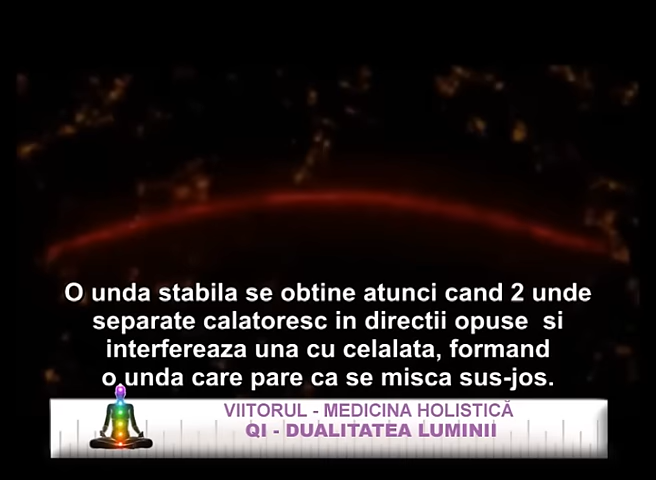 O unda stabila se obtine atunci cand 2 unde
separate calatoresc in directii opuse si
interfereaza una cu celalata, formand
o unda care pare ca se misca sus-jos.
VIITORUL - MEDICINA HOLISTICĂ
QI - DUALITATEA LUMINII